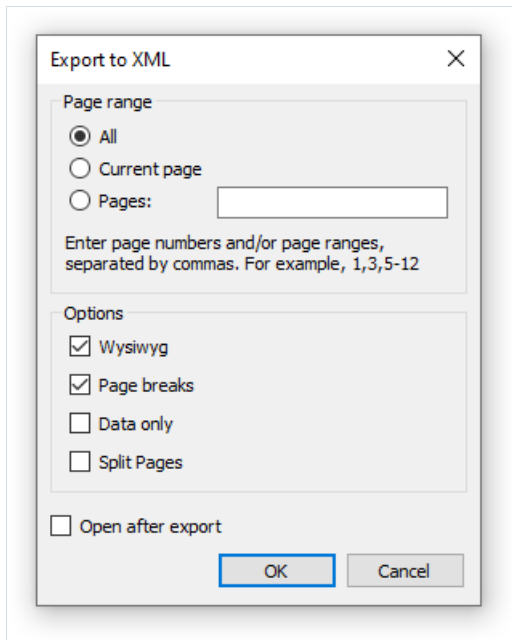 Export to XML
Page range
All
Current page
Pages:
Enter page numbers and/or page ranges,
separated by commas. For example, 1,3,5-12
Options
Wysiwyg
Page breaks
Data only
Split Pages
Open after export
OK Cancel